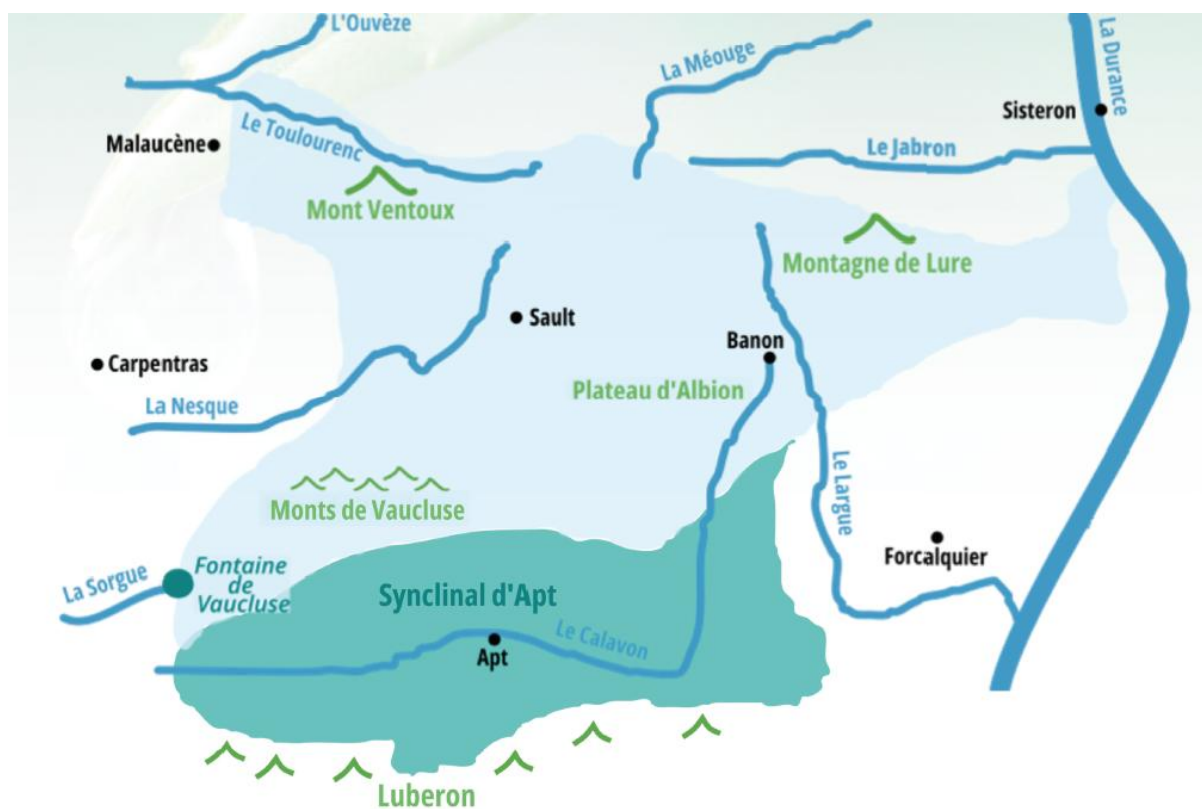 L'Ouvèze
La Méouge
La Durance
Sisteron
Malaucène
Le Toulourenc
Le Jabron
Mont Ventoux
Montagne de Lure
Sault
Banon
Carpentras
Plateau d'Albion
La Nesque
Le Largue
Monts de Vaucluse
Forcalquier
La Sorgue
Fontaine
de
Vaucluse
Synclinal d'Apt
Le Calavon
Apt
Luberon